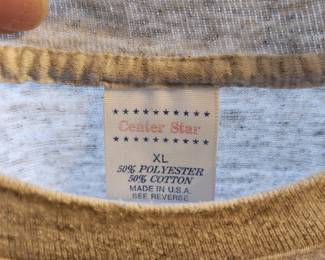 Center Star
XL
50% POLYESTER
50% COTTON
MADE IN U.S.A.
SEE REVERSE